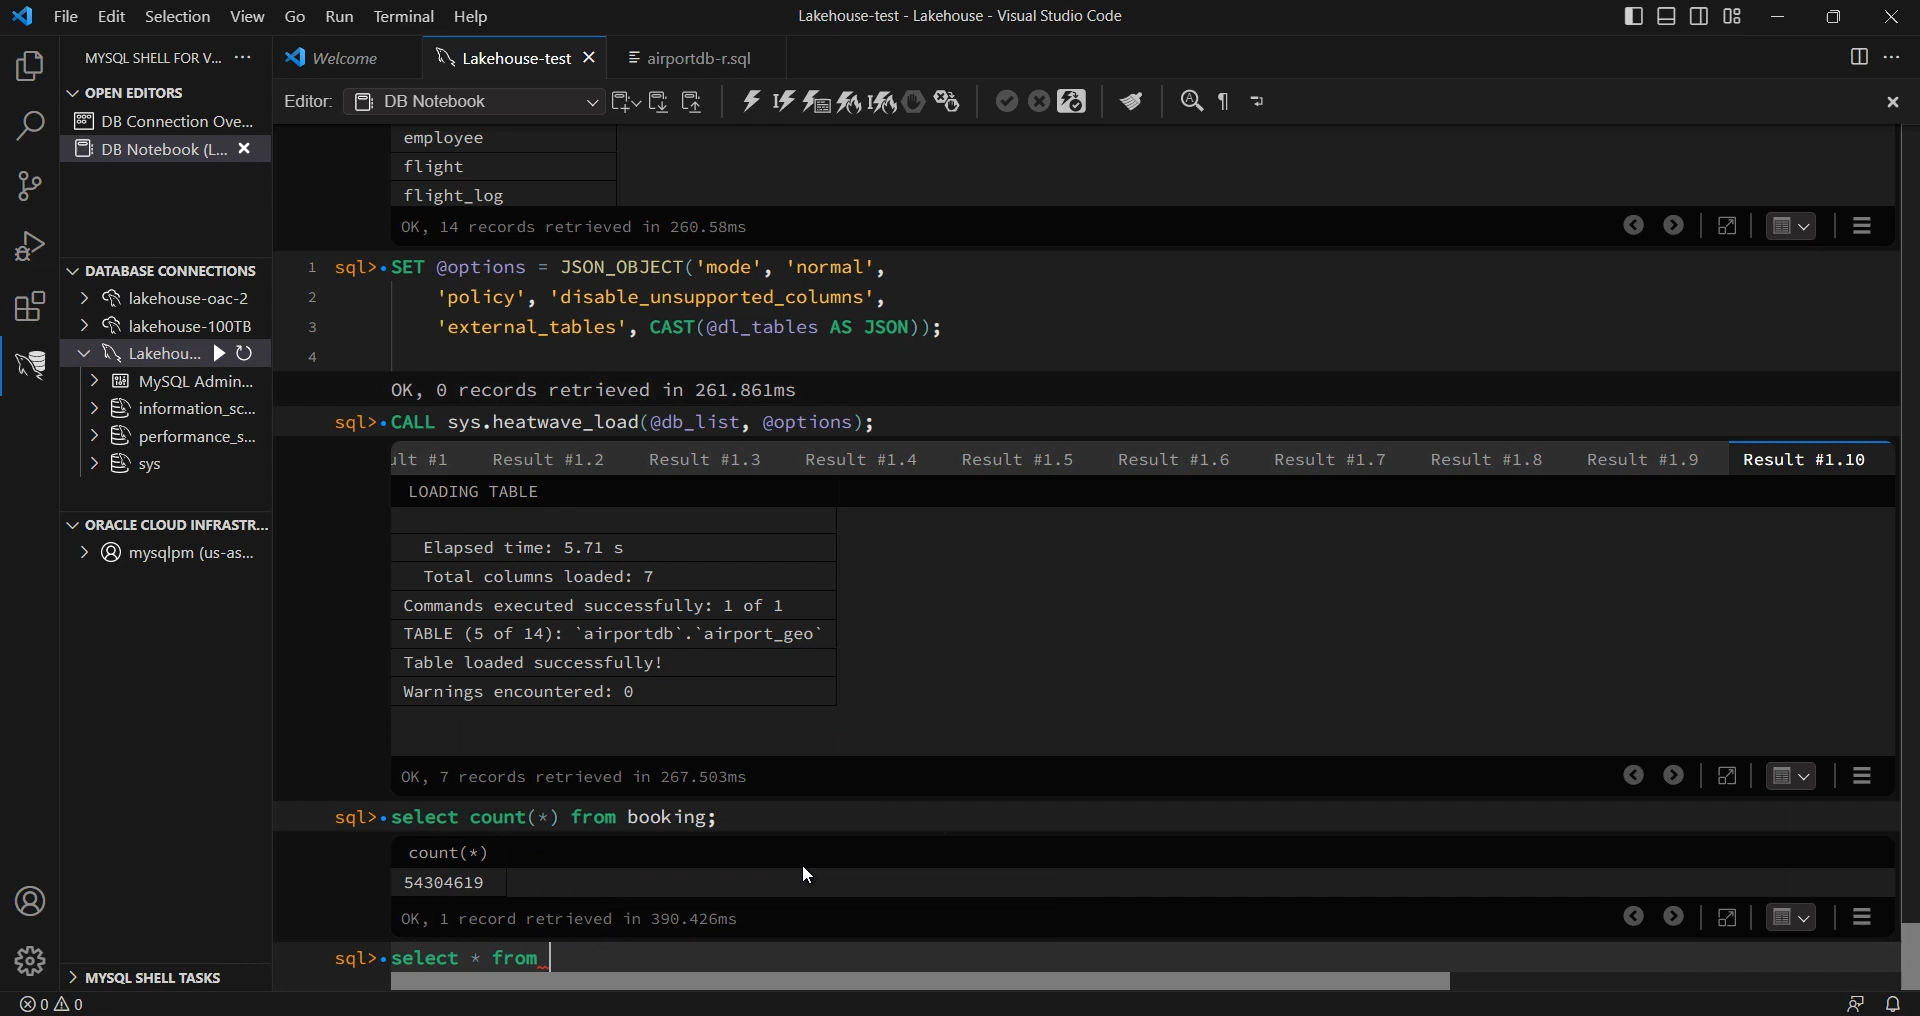 File Edit Selection View Go Run Terminal Help
Lakehouse-test - Lakehouse - Visual Studio Code
MYSQL SHELL FOR V... ...
Welcome
Lakehouse-test
airportdb-r.sql
OPEN EDITORS
DB Connection Ove...
DB Notebook (L...
Editor: DB Notebook
DATABASE CONNECTIONS
lakehouse-oac-2
lakehouse-100TB
Lakehou...
MySQL Admin...
information_sc...
performance_s...
sys
ORACLE CLOUD INFRASTR...
mysqlpm (us-as...
MYSQL SHELL TASKS
employee
flight
flight_log
OK, 14 records retrieved in 260.58ms
1 sql> SET @options = JSON_OBJECT('mode', 'normal',
2 'policy', 'disable_unsupported_columns',
3 'external_tables', CAST(@dl_tables AS JSON));
4
OK, 0 records retrieved in 261.861ms
sql> CALL sys.heatwave_load(@db_list, @options);
ult #1 Result #1.2 Result #1.3 Result #1.4 Result #1.5 Result #1.6 Result #1.7 Result #1.8 Result #1.9 Result #1.10
LOADING TABLE
Elapsed time: 5.71 s
Total columns loaded: 7
Commands executed successfully: 1 of 1
TABLE (5 of 14): `airportdb`.`airport_geo`
Table loaded successfully!
Warnings encountered: 0
OK, 7 records retrieved in 267.503ms
sql> select count(*) from booking;
count(*)
54304619
OK, 1 record retrieved in 390.426ms
sql> select * from
0 0